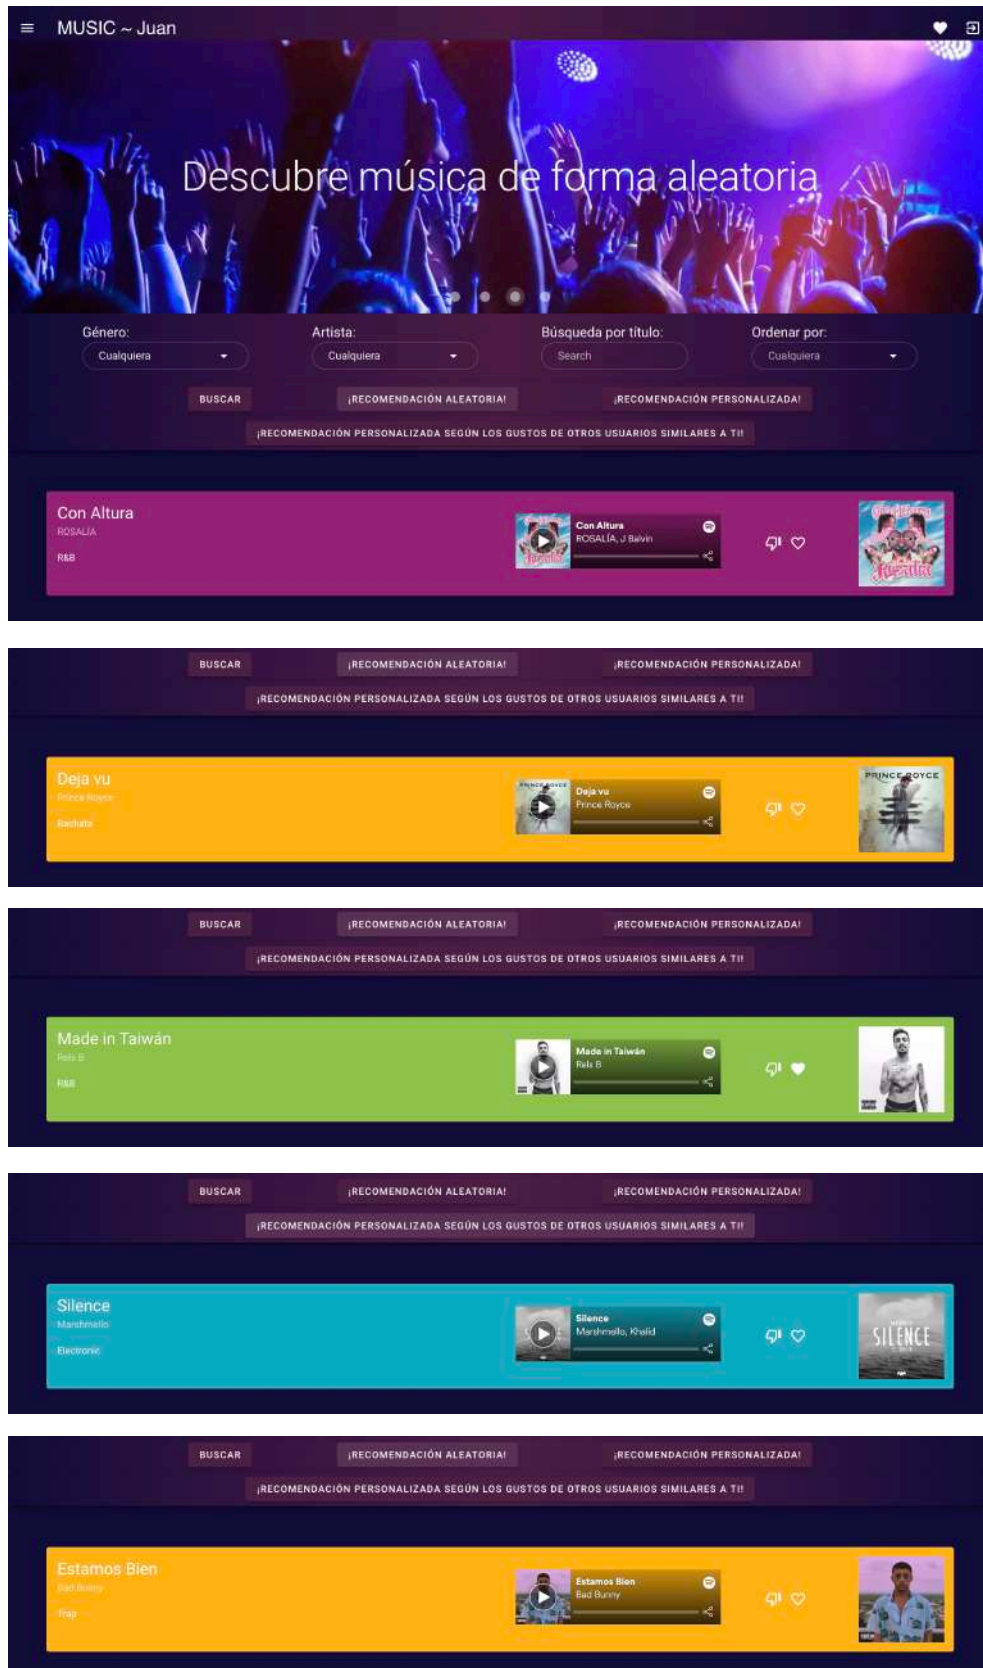 MUSIC ~ Juan
Descubre música de forma aleatoria
Género: Artista: Búsqueda por título: Ordenar por:
Cualquiera Cualquiera Search Cualquiera
BUSCAR ¡RECOMENDACIÓN ALEATORIA! ¡RECOMENDACIÓN PERSONALIZADA!
¡RECOMENDACIÓN PERSONALIZADA SEGÚN LOS GUSTOS DE OTROS USUARIOS SIMILARES A TI!
Con Altura
ROSALÍA
R&B
Con Altura
ROSALÍA, J Balvin
BUSCAR ¡RECOMENDACIÓN ALEATORIA! ¡RECOMENDACIÓN PERSONALIZADA!
¡RECOMENDACIÓN PERSONALIZADA SEGÚN LOS GUSTOS DE OTROS USUARIOS SIMILARES A TI!
Deja vu
Prince Royce
Bachata
Deja vu
Prince Royce
PRINCE ROYCE
BUSCAR ¡RECOMENDACIÓN ALEATORIA! ¡RECOMENDACIÓN PERSONALIZADA!
¡RECOMENDACIÓN PERSONALIZADA SEGÚN LOS GUSTOS DE OTROS USUARIOS SIMILARES A TI!
Made in Taiwán
Rels B
R&B
Made in Taiwán
Rels B
BUSCAR ¡RECOMENDACIÓN ALEATORIA! ¡RECOMENDACIÓN PERSONALIZADA!
¡RECOMENDACIÓN PERSONALIZADA SEGÚN LOS GUSTOS DE OTROS USUARIOS SIMILARES A TI!
Silence
Marshmello
Electronic
Silence
Marshmello, Khalid
SILENCE
BUSCAR ¡RECOMENDACIÓN ALEATORIA! ¡RECOMENDACIÓN PERSONALIZADA!
¡RECOMENDACIÓN PERSONALIZADA SEGÚN LOS GUSTOS DE OTROS USUARIOS SIMILARES A TI!
Estamos Bien
Bad Bunny
Trap
Estamos Bien
Bad Bunny